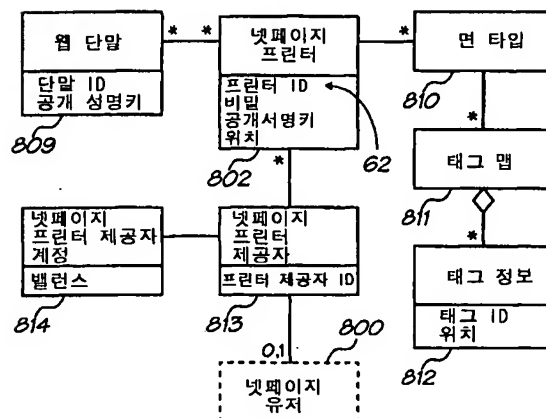 웹 단말
단말 ID
공개 성명키
809
*
*
넷페이지
프린터
프린터 ID
비밀
공개서명키
위치
802
62
*
면 타입
810
*
태그 맵
811
*
태그 정보
태그 ID
위치
812
*
넷페이지
프린터 제공자
계정
밸런스
814
넷페이지
프린터
제공자
프린터 제공자 ID
813
0,1
800
넷페이지
유저